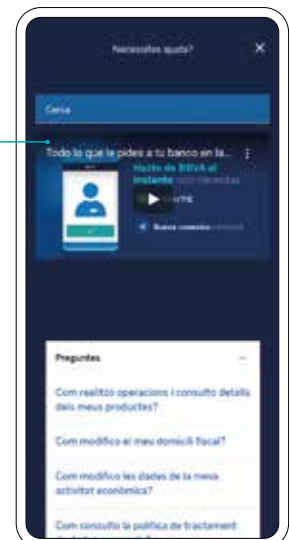 Necessites ajuda?
Cerca
Todo lo que le pides a tu banco en la...
Hazte de BBVA al
instante
Preguntes
Com realitzo operacions i consulto detalls
dels meus productes?
Com modifico el meu domicili fiscal?
Com modifico les dades de la meva
activitat econòmica?
Com consulto la política de tractament